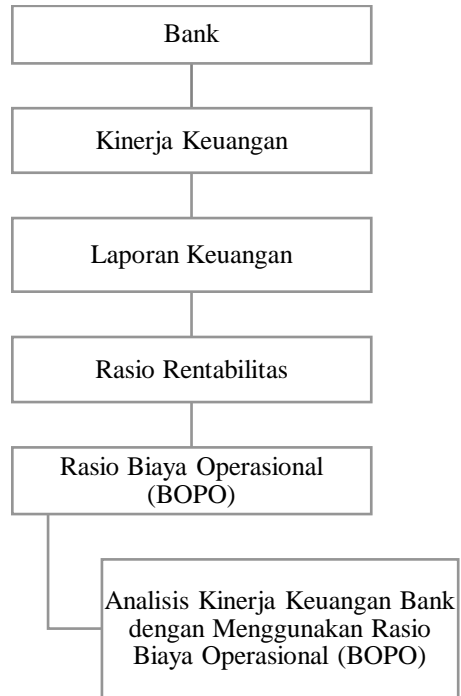 Bank
Kinerja Keuangan
Laporan Keuangan
Rasio Rentabilitas
Rasio Biaya Operasional
(BOPO)
Analisis Kinerja Keuangan Bank
dengan Menggunakan Rasio
Biaya Operasional (BOPO)